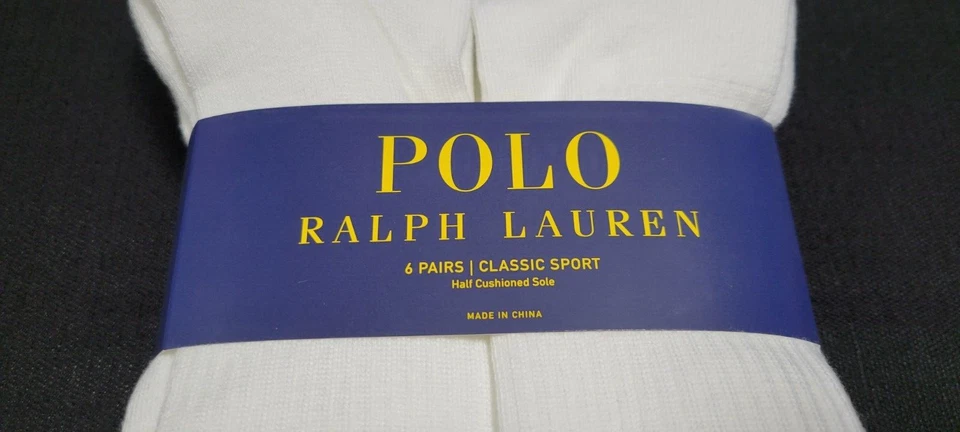 POLO
RALPH LAUREN
6 PAIRS | CLASSIC SPORT
Half Cushioned Sole
MADE IN CHINA